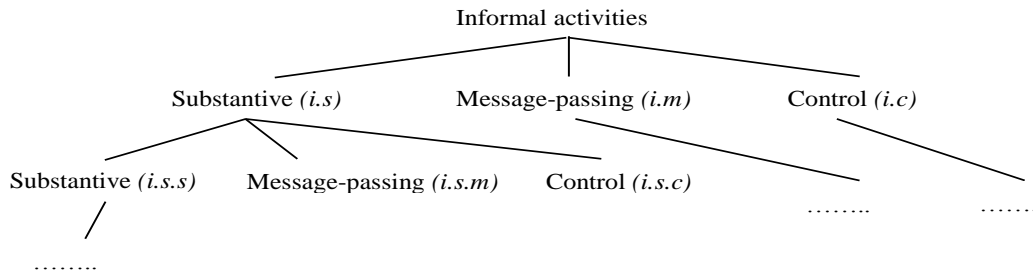 Informal activities
Substantive (i.s) Message-passing (i.m) Control (i.c)
Substantive (i.s.s) Message-passing (i.s.m) Control (i.s.c)
…….. ……
……..